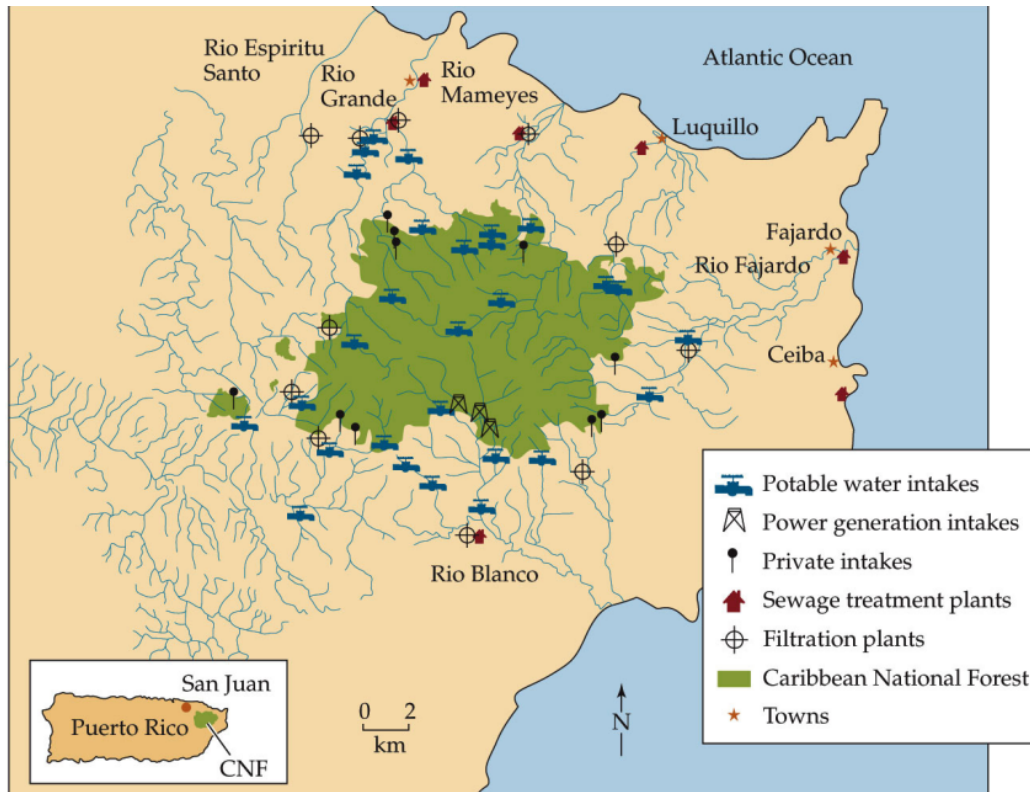 Rio Espiritu
Santo
Rio
Grande
Rio
Mameyes
Atlantic Ocean
Luquillo
Fajardo
Rio Fajardo
Ceiba
Rio Blanco
Potable water intakes
Power generation intakes
Private intakes
Sewage treatment plants
Filtration plants
Caribbean National Forest
Towns
San Juan
Puerto Rico
CNF
0 2
km
N